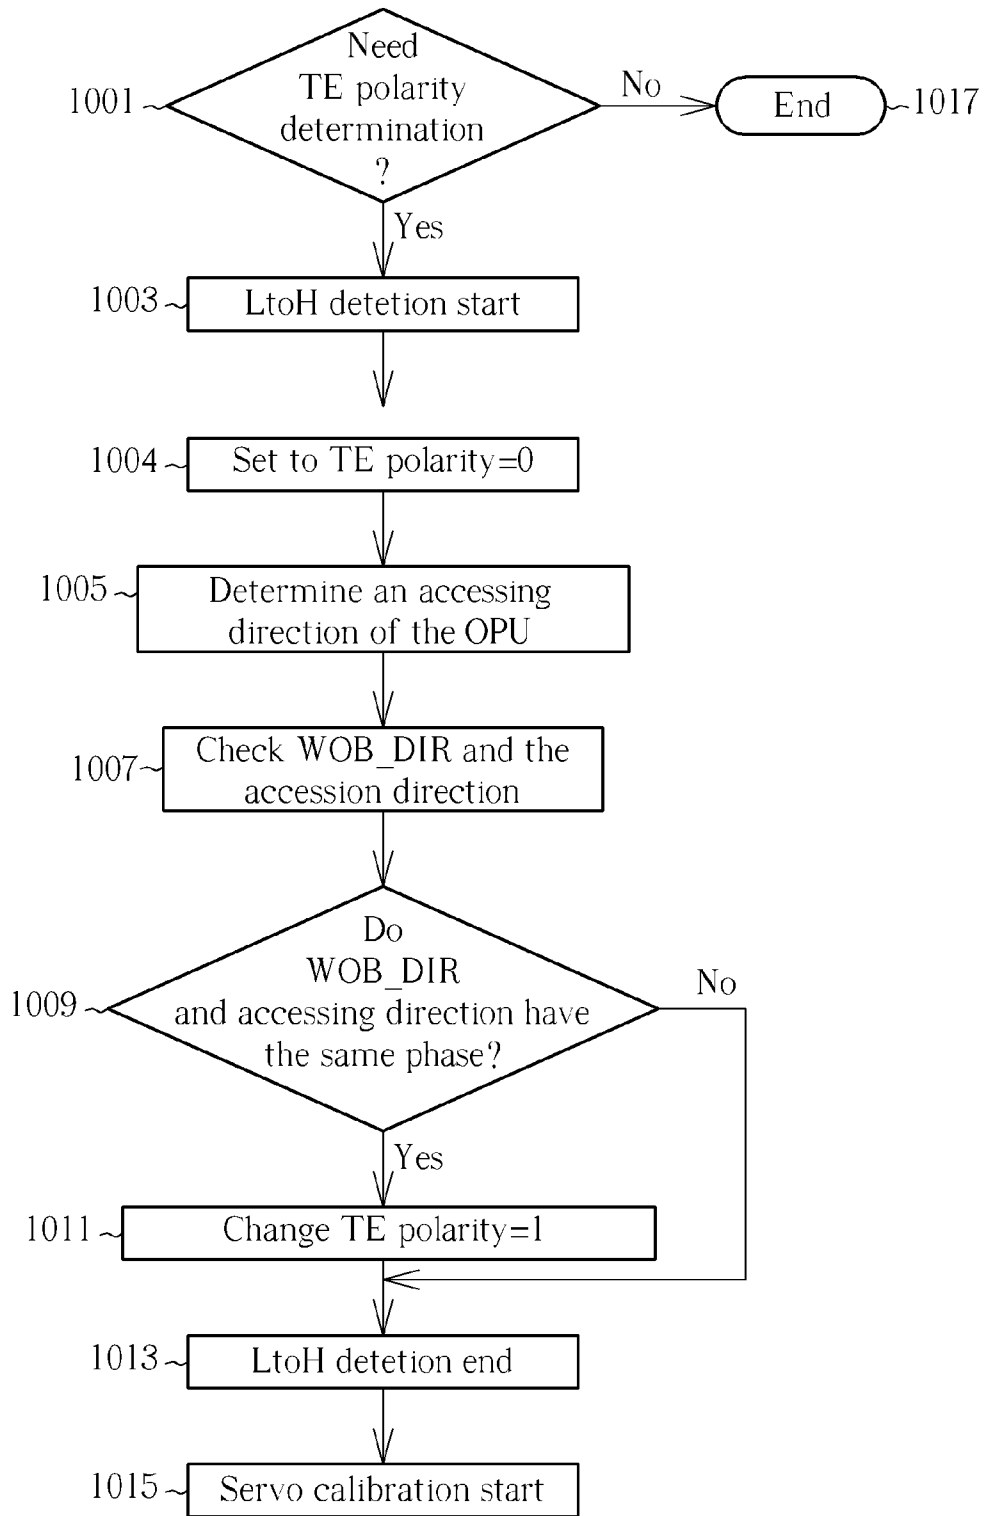 Need
TE polarity
determination
?
1001
No
End
1017
Yes
1003
LtoH detetion start
1004
Set to TE polarity=0
1005
Determine an accessing
direction of the OPU
1007
Check WOB_DIR and the
accession direction
Do
WOB_DIR
and accessing direction have
the same phase?
1009
No
Yes
1011
Change TE polarity=1
1013
LtoH detetion end
1015
Servo calibration start